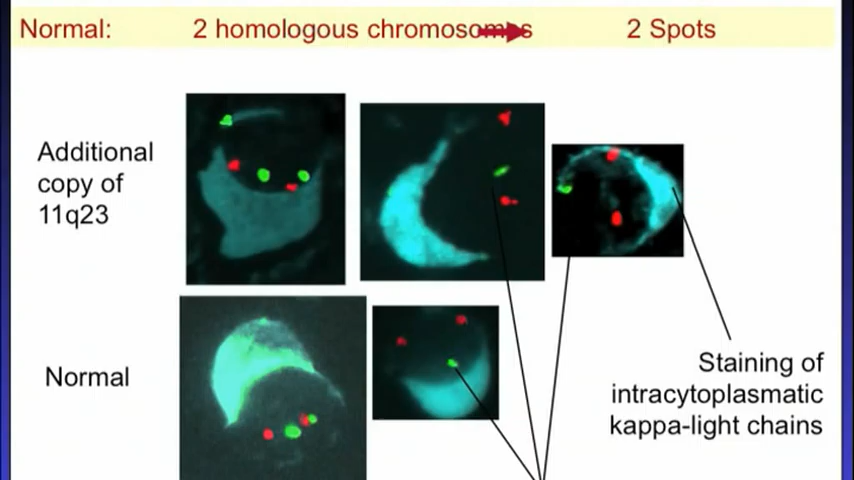 Normal: 2 homologous chromosomes 2 Spots
Additional
copy of
11q23
Normal
Staining of
intracytoplasmatic
kappa-light chains